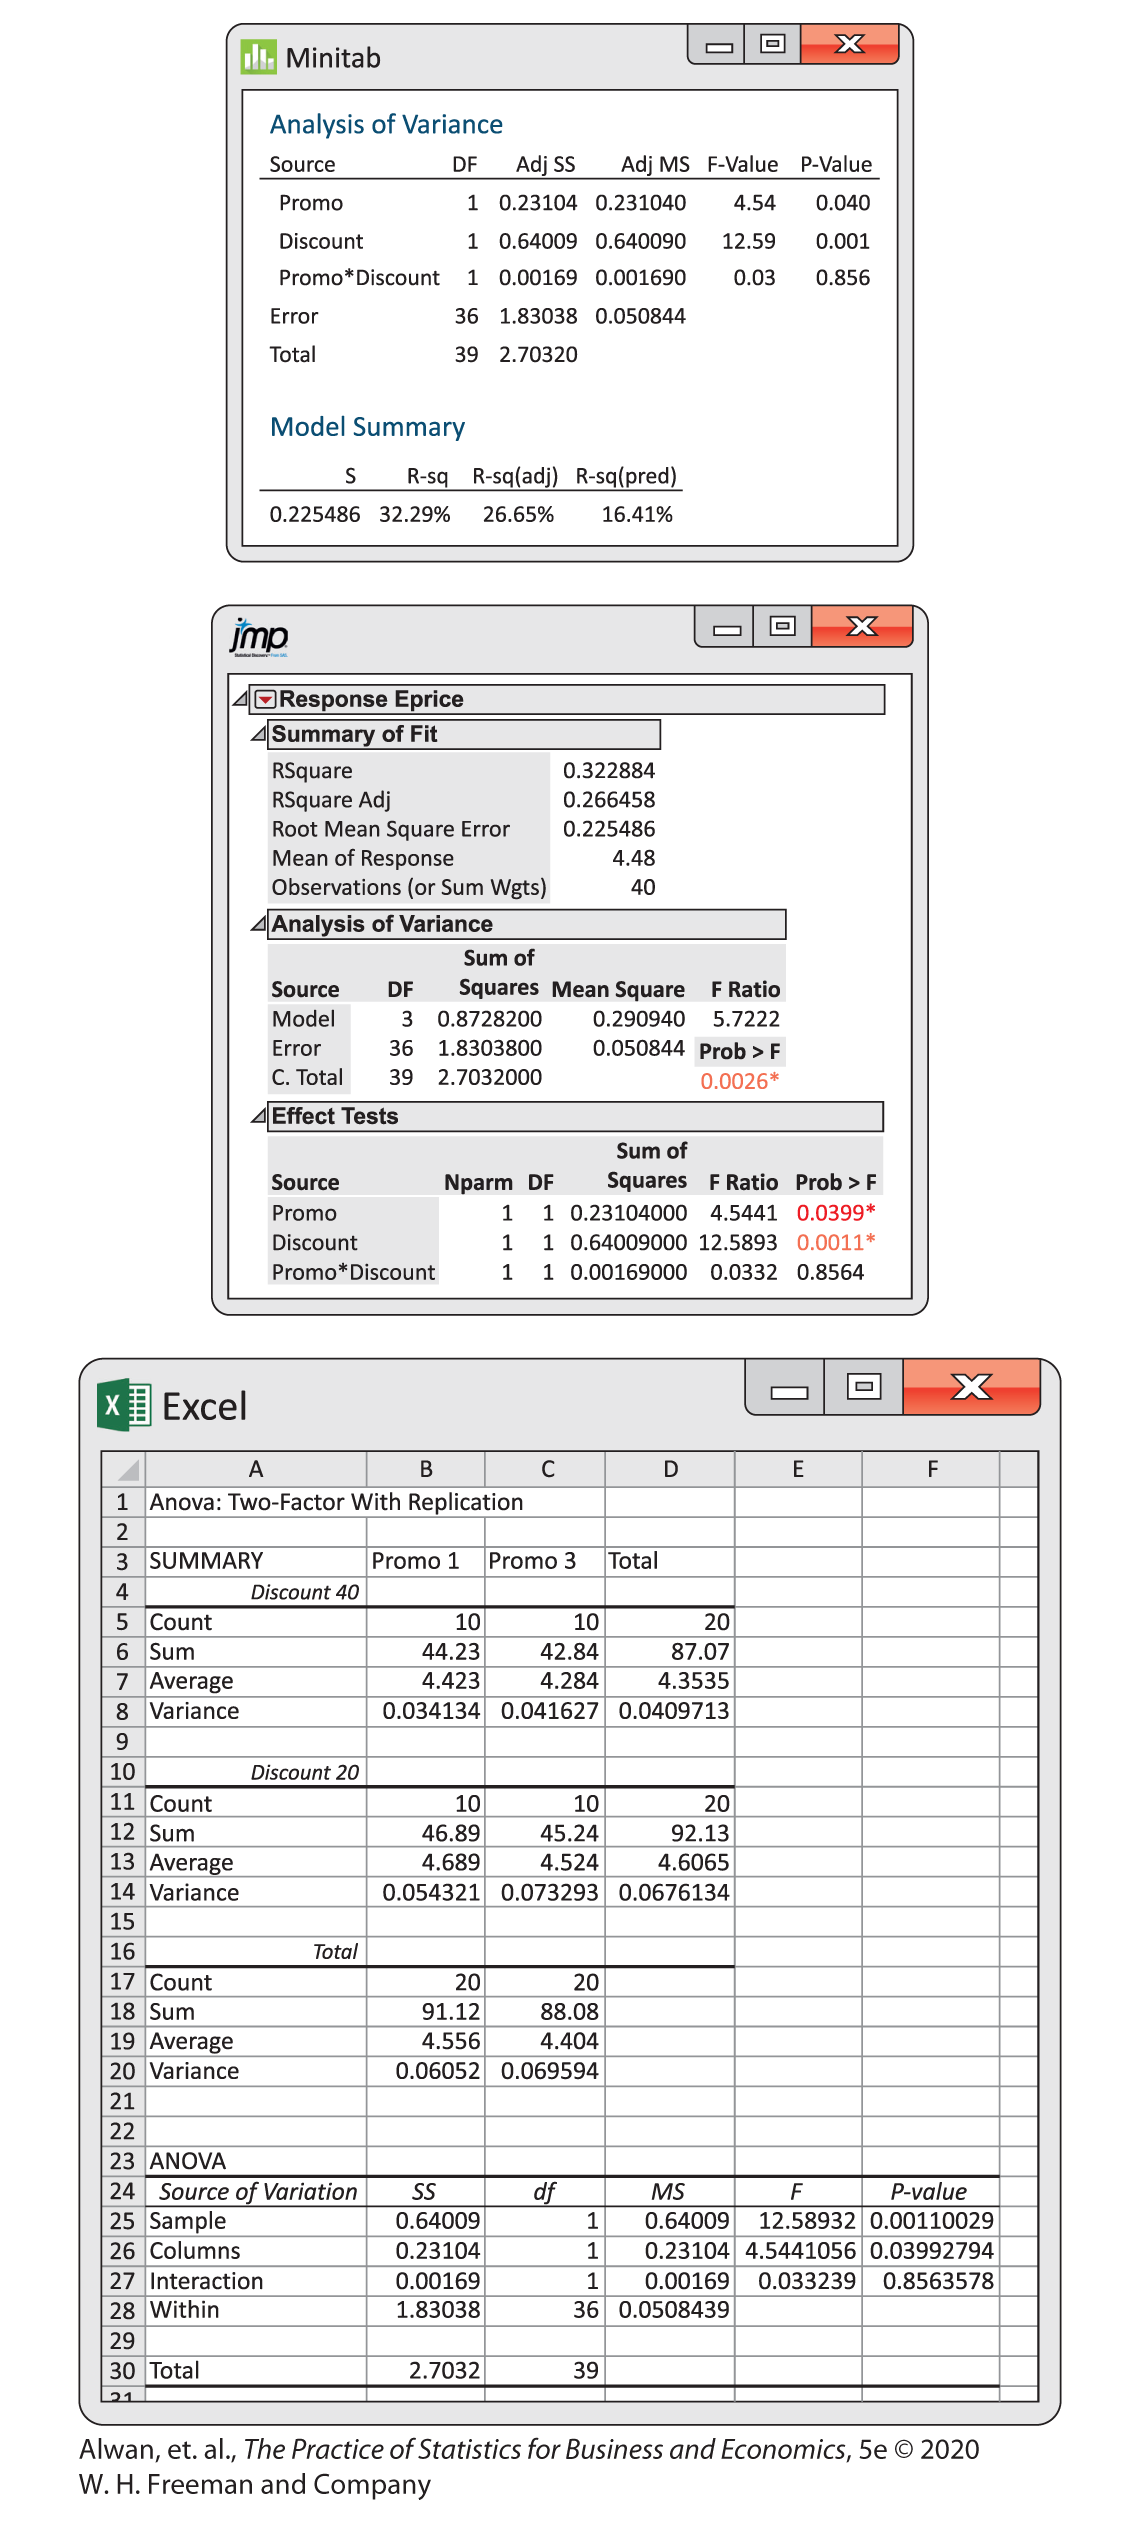 Minitab
Analysis of Variance
Source DF Adj SS Adj MS F-Value P-Value
Promo 1 0.23104 0.231040 4.54 0.040
Discount 1 0.64009 0.640090 12.59 0.001
Promo*Discount 1 0.00169 0.001690 0.03 0.856
Error 36 1.83038 0.050844
Total 39 2.70320
Model Summary
S R-sq R-sq(adj) R-sq(pred)
0.225486 32.29% 26.65% 16.41%
jmp
Response Eprice
Summary of Fit
RSquare 0.322884
RSquare Adj 0.266458
Root Mean Square Error 0.225486
Mean of Response 4.48
Observations (or Sum Wgts) 40
Analysis of Variance
Sum of
Source DF Squares Mean Square F Ratio
Model 3 0.8728200 0.290940 5.7222
Error 36 1.8303800 0.050844 Prob > F
C. Total 39 2.7032000 0.0026*
Effect Tests
Sum of
Source Nparm DF Squares F Ratio Prob > F
Promo 1 1 0.23104000 4.5441 0.0399*
Discount 1 1 0.64009000 12.5893 0.0011*
Promo*Discount 1 1 0.00169000 0.0332 0.8564
X Excel
A B C D E F
1 Anova: Two-Factor With Replication
2
3 SUMMARY Promo 1 Promo 3 Total
4 Discount 40
5 Count 10 10 20
6 Sum 44.23 42.84 87.07
7 Average 4.423 4.284 4.3535
8 Variance 0.034134 0.041627 0.0409713
9
10 Discount 20
11 Count 10 10 20
12 Sum 46.89 45.24 92.13
13 Average 4.689 4.524 4.6065
14 Variance 0.054321 0.073293 0.0676134
15
16 Total
17 Count 20 20
18 Sum 91.12 88.08
19 Average 4.556 4.404
20 Variance 0.06052 0.069594
21
22
23 ANOVA
24 Source of Variation SS df MS F P-value
25 Sample 0.64009 1 0.64009 12.58932 0.00110029
26 Columns 0.23104 1 0.23104 4.5441056 0.03992794
27 Interaction 0.00169 1 0.00169 0.033239 0.8563578
28 Within 1.83038 36 0.0508439
29
30 Total 2.7032 39
31
Alwan, et. al., The Practice of Statistics for Business and Economics, 5e © 2020
W. H. Freeman and Company